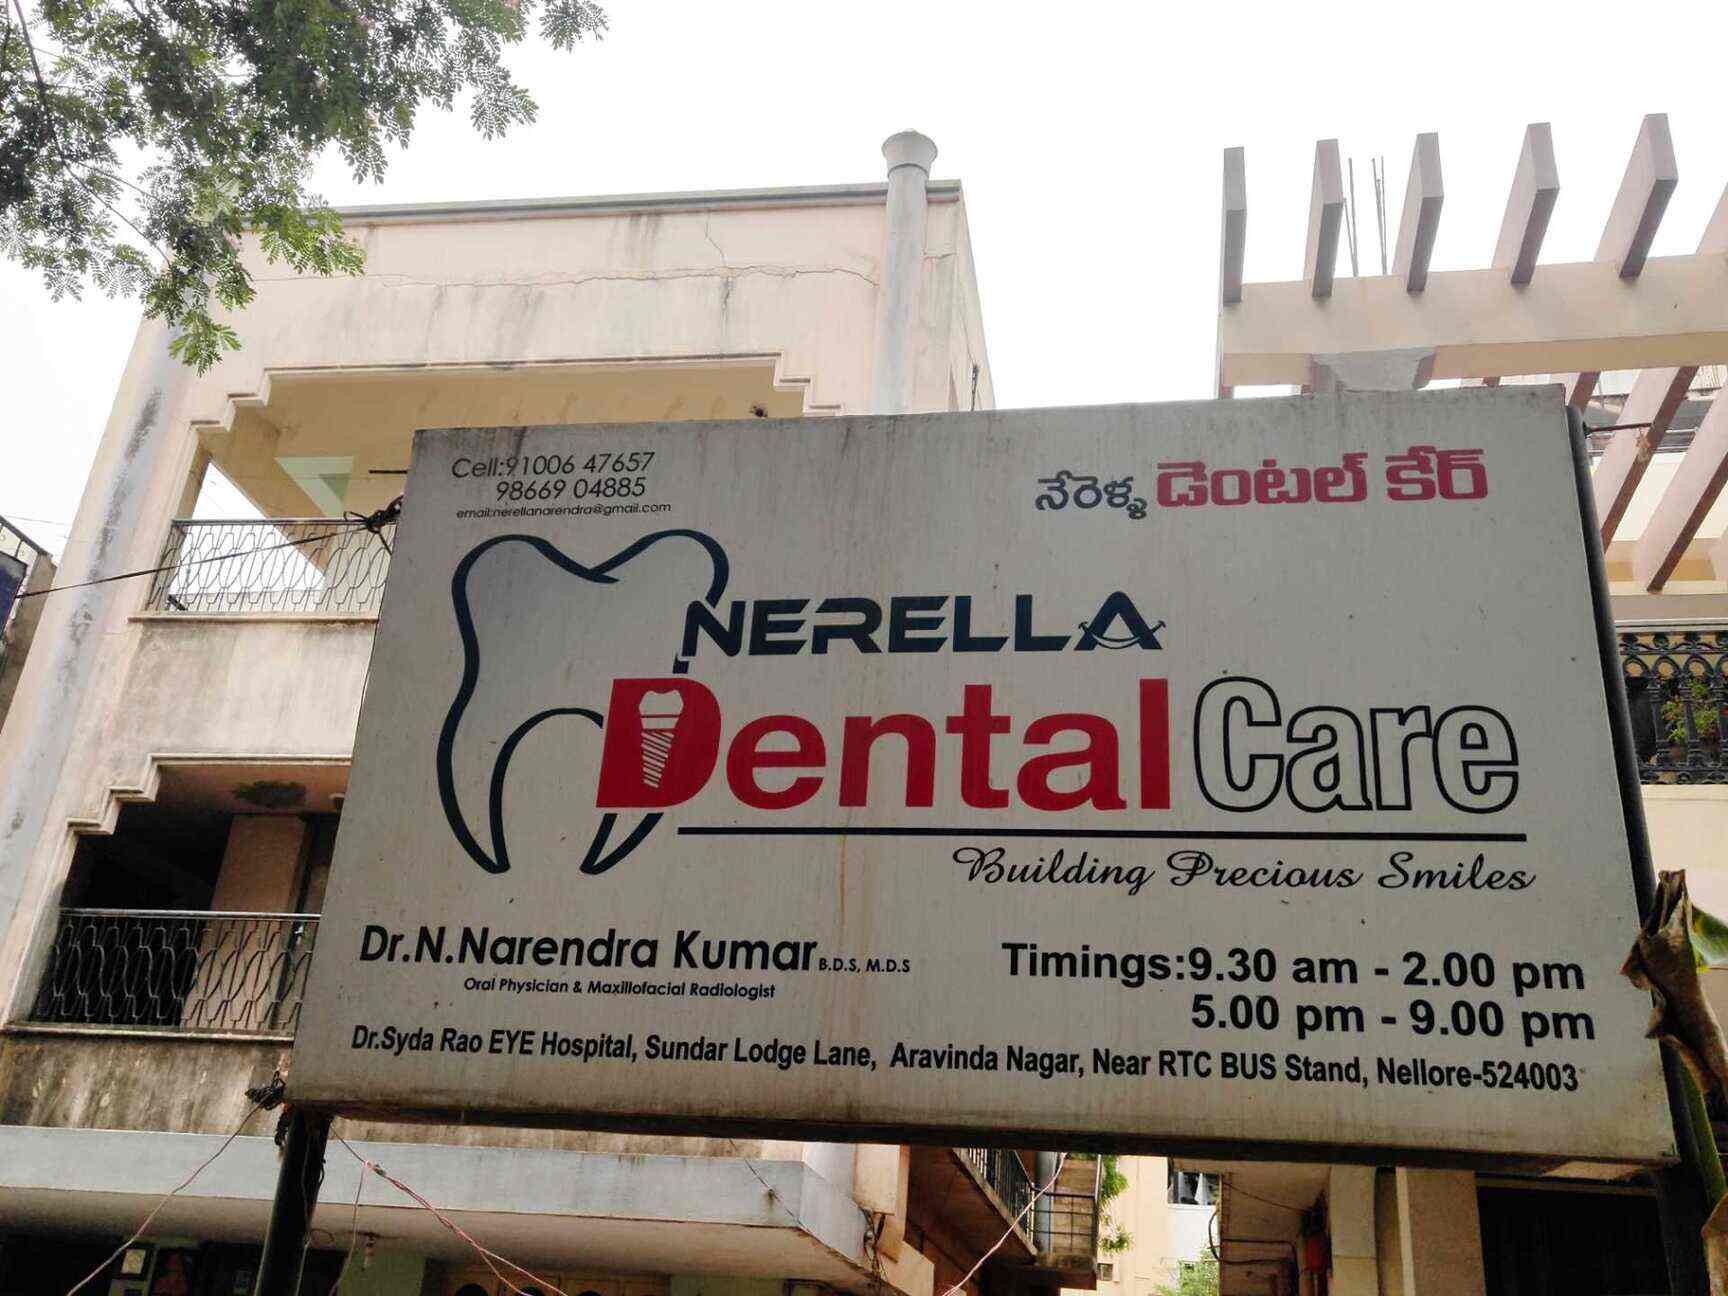 Cell:91006 47657
98669 04885
email:nerellanarendra@gmail.com
నేరెళ్ళ డెంటల్ కేర్
NERELLA
Dental Care
Building Precious Smiles
Dr.N.Narendra Kumar B.D.S, M.D.S
Oral Physician & Maxillofacial Radiologist
Timings:9.30 am - 2.00 pm
5.00 pm - 9.00 pm
Dr.Syda Rao EYE Hospital, Sundar Lodge Lane, Aravinda Nagar, Near RTC BUS Stand, Nellore-524003